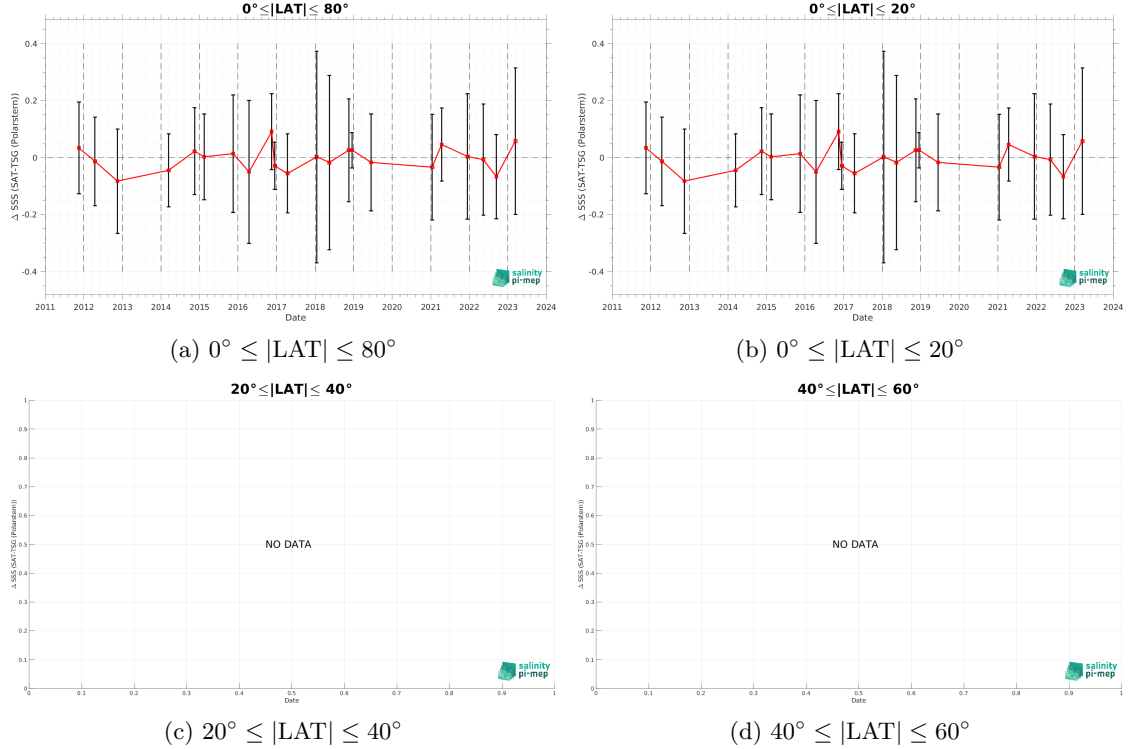 0°≤|LAT|≤ 80°
Δ SSS (SAT-TSG (Polarstern))
0.4
0.2
0
-0.2
-0.4
2011 2012 2013 2014 2015 2016 2017 2018 2019 2020 2021 2022 2023 2024
Date
salinity
pi-mep
(a) 0° ≤ |LAT| ≤ 80°
0°≤|LAT|≤ 20°
Δ SSS (SAT-TSG (Polarstern))
0.4
0.2
0
-0.2
-0.4
2011 2012 2013 2014 2015 2016 2017 2018 2019 2020 2021 2022 2023 2024
Date
salinity
pi-mep
(b) 0° ≤ |LAT| ≤ 20°
20°≤|LAT|≤ 40°
Δ SSS (SAT-TSG (Polarstern))
1
0.9
0.8
0.7
0.6
0.5
0.4
0.3
0.2
0.1
0
NO DATA
0 0.1 0.2 0.3 0.4 0.5 0.6 0.7 0.8 0.9 1
Date
salinity
pi-mep
(c) 20° ≤ |LAT| ≤ 40°
40°≤|LAT|≤ 60°
Δ SSS (SAT-TSG (Polarstern))
1
0.9
0.8
0.7
0.6
0.5
0.4
0.3
0.2
0.1
0
NO DATA
0 0.1 0.2 0.3 0.4 0.5 0.6 0.7 0.8 0.9 1
Date
salinity
pi-mep
(d) 40° ≤ |LAT| ≤ 60°